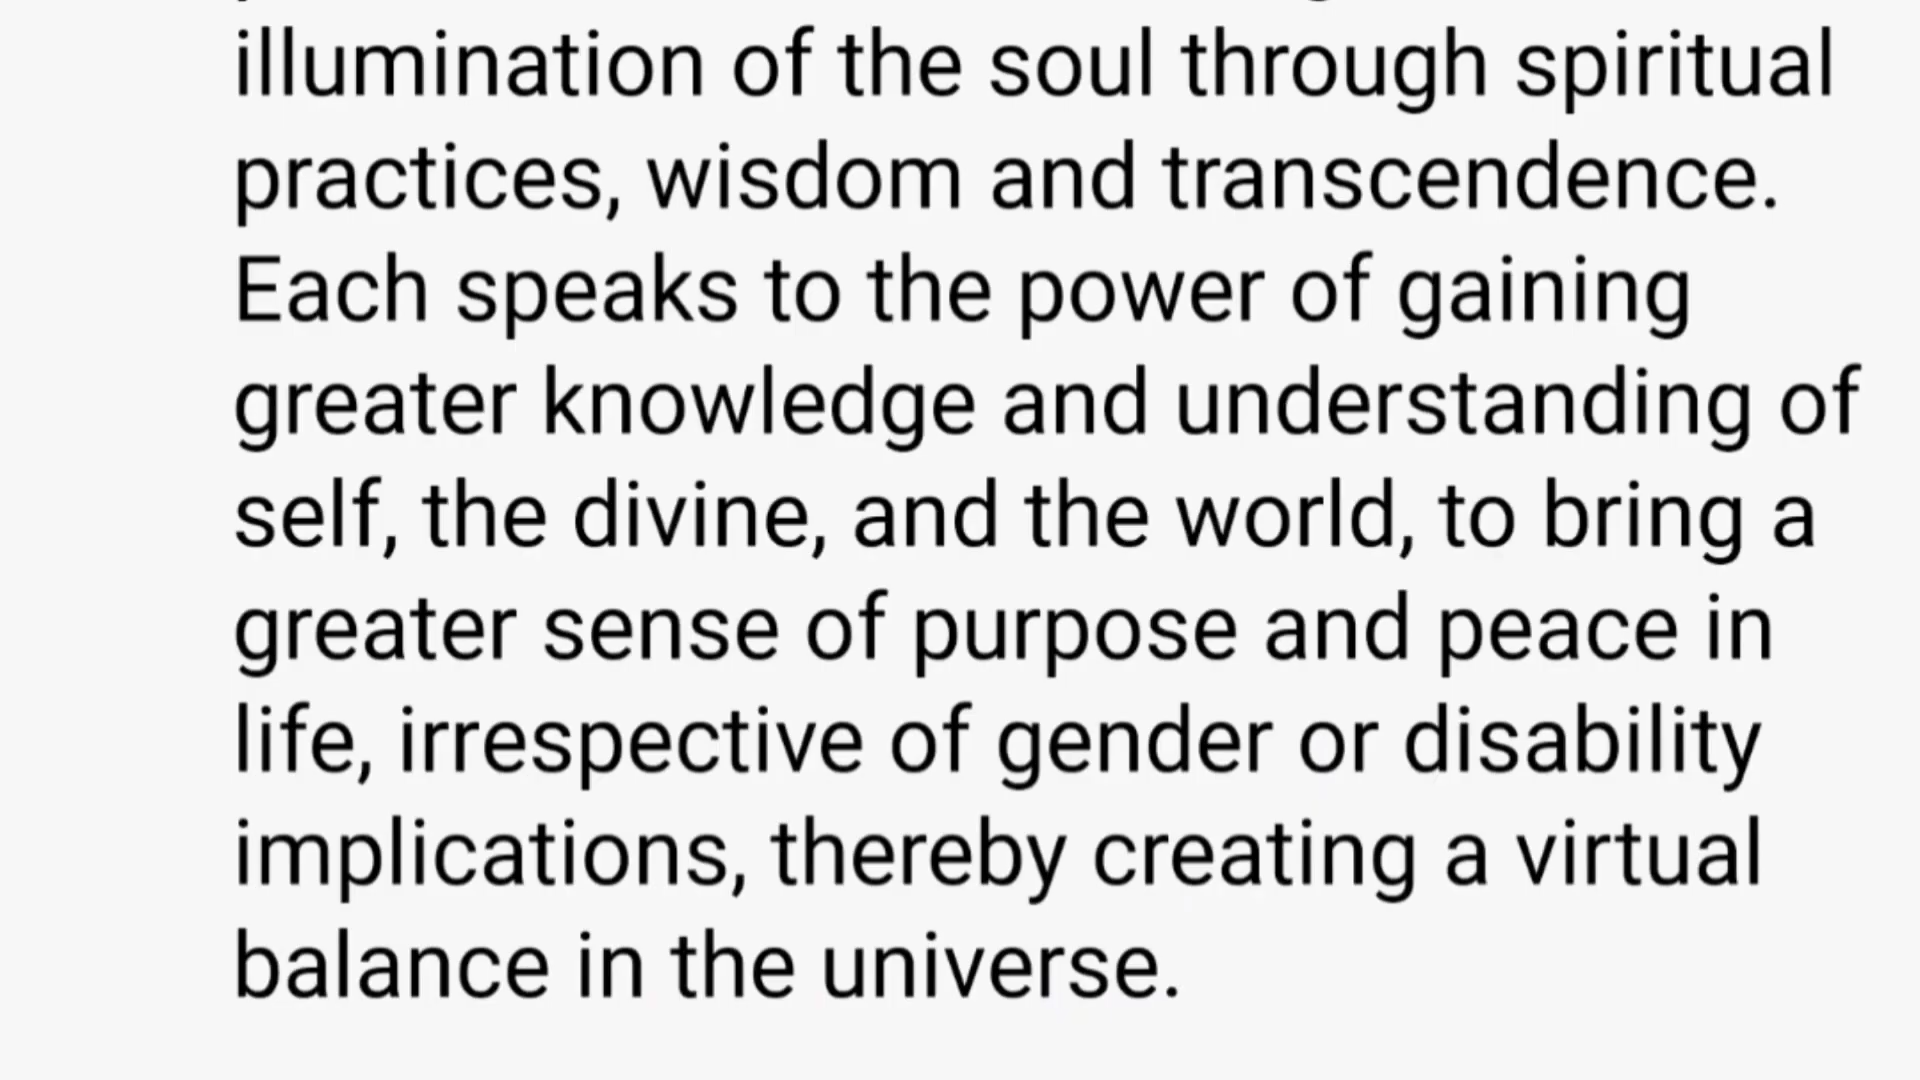 illumination of the soul through spiritual
practices, wisdom and transcendence.
Each speaks to the power of gaining
greater knowledge and understanding of
self, the divine, and the world, to bring a
greater sense of purpose and peace in
life, irrespective of gender or disability
implications, thereby creating a virtual
balance in the universe.